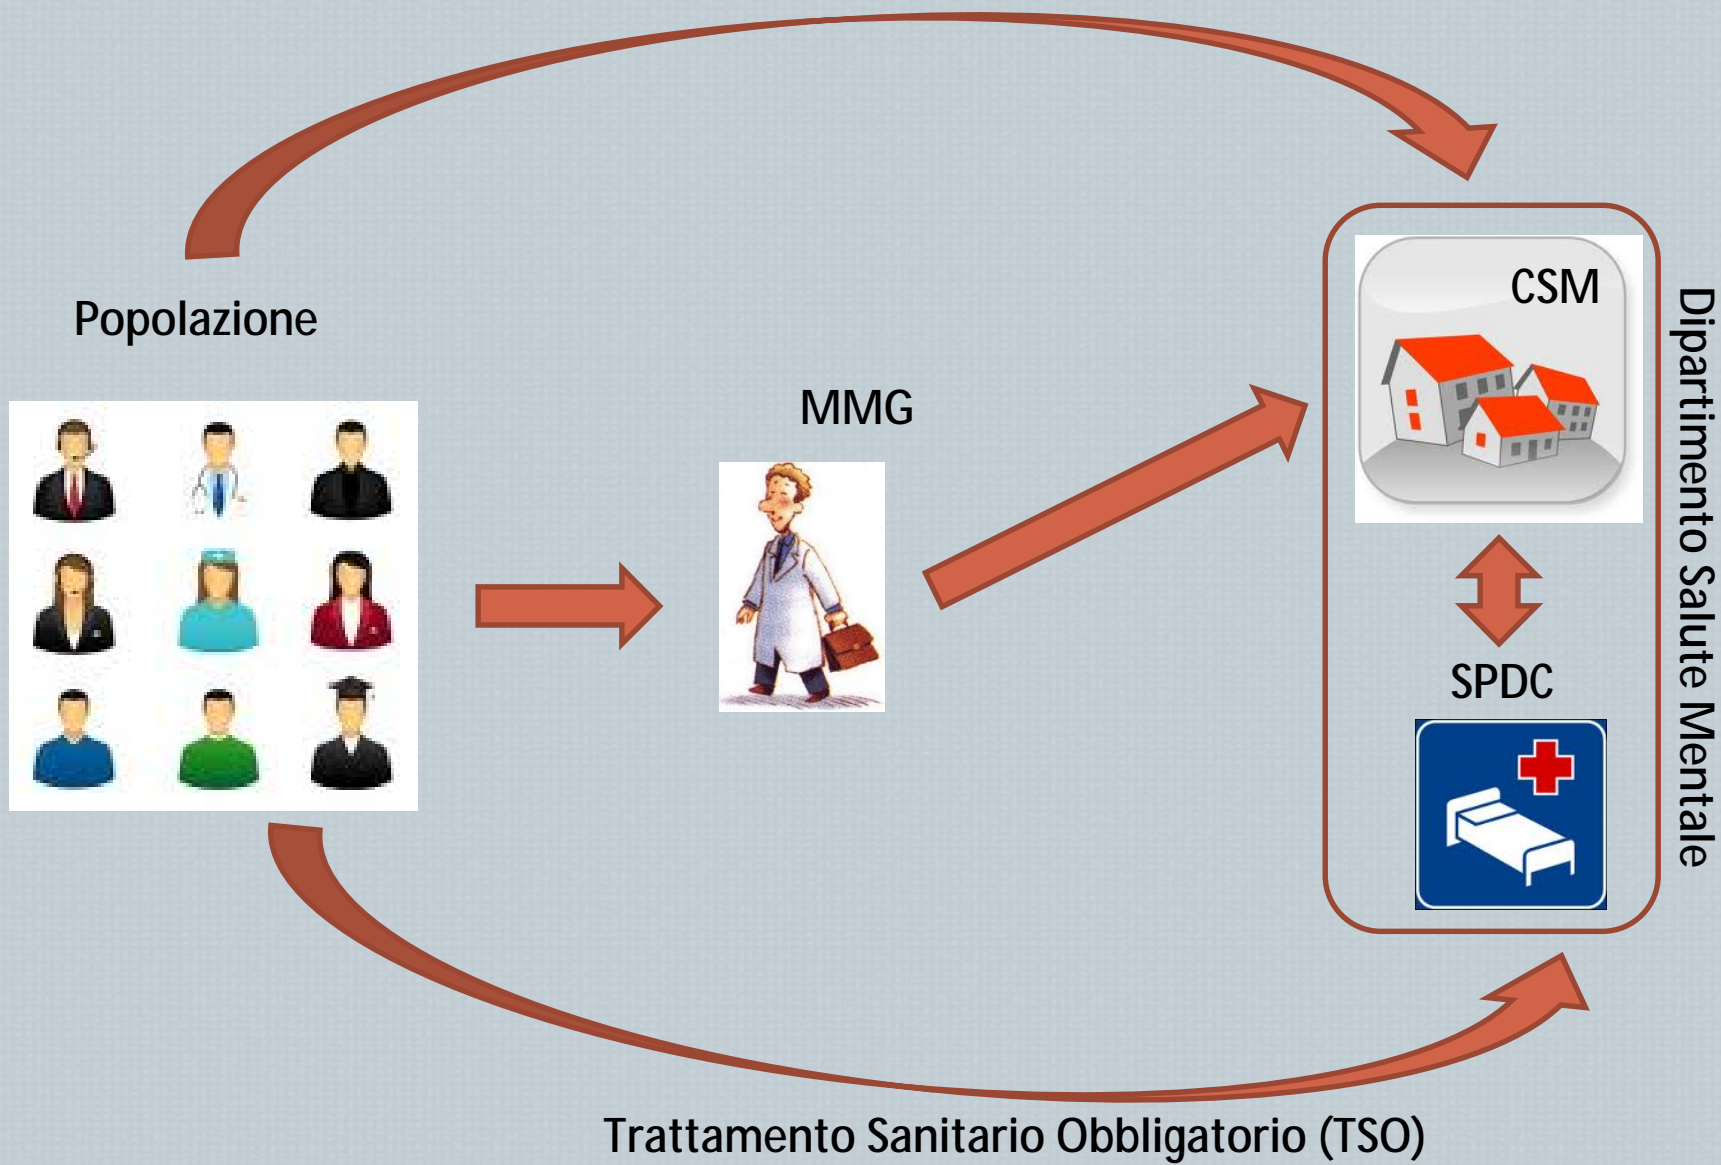 Popolazione
MMG
CSM
SPDC
Dipartimento Salute Mentale
Trattamento Sanitario Obbligatorio (TSO)